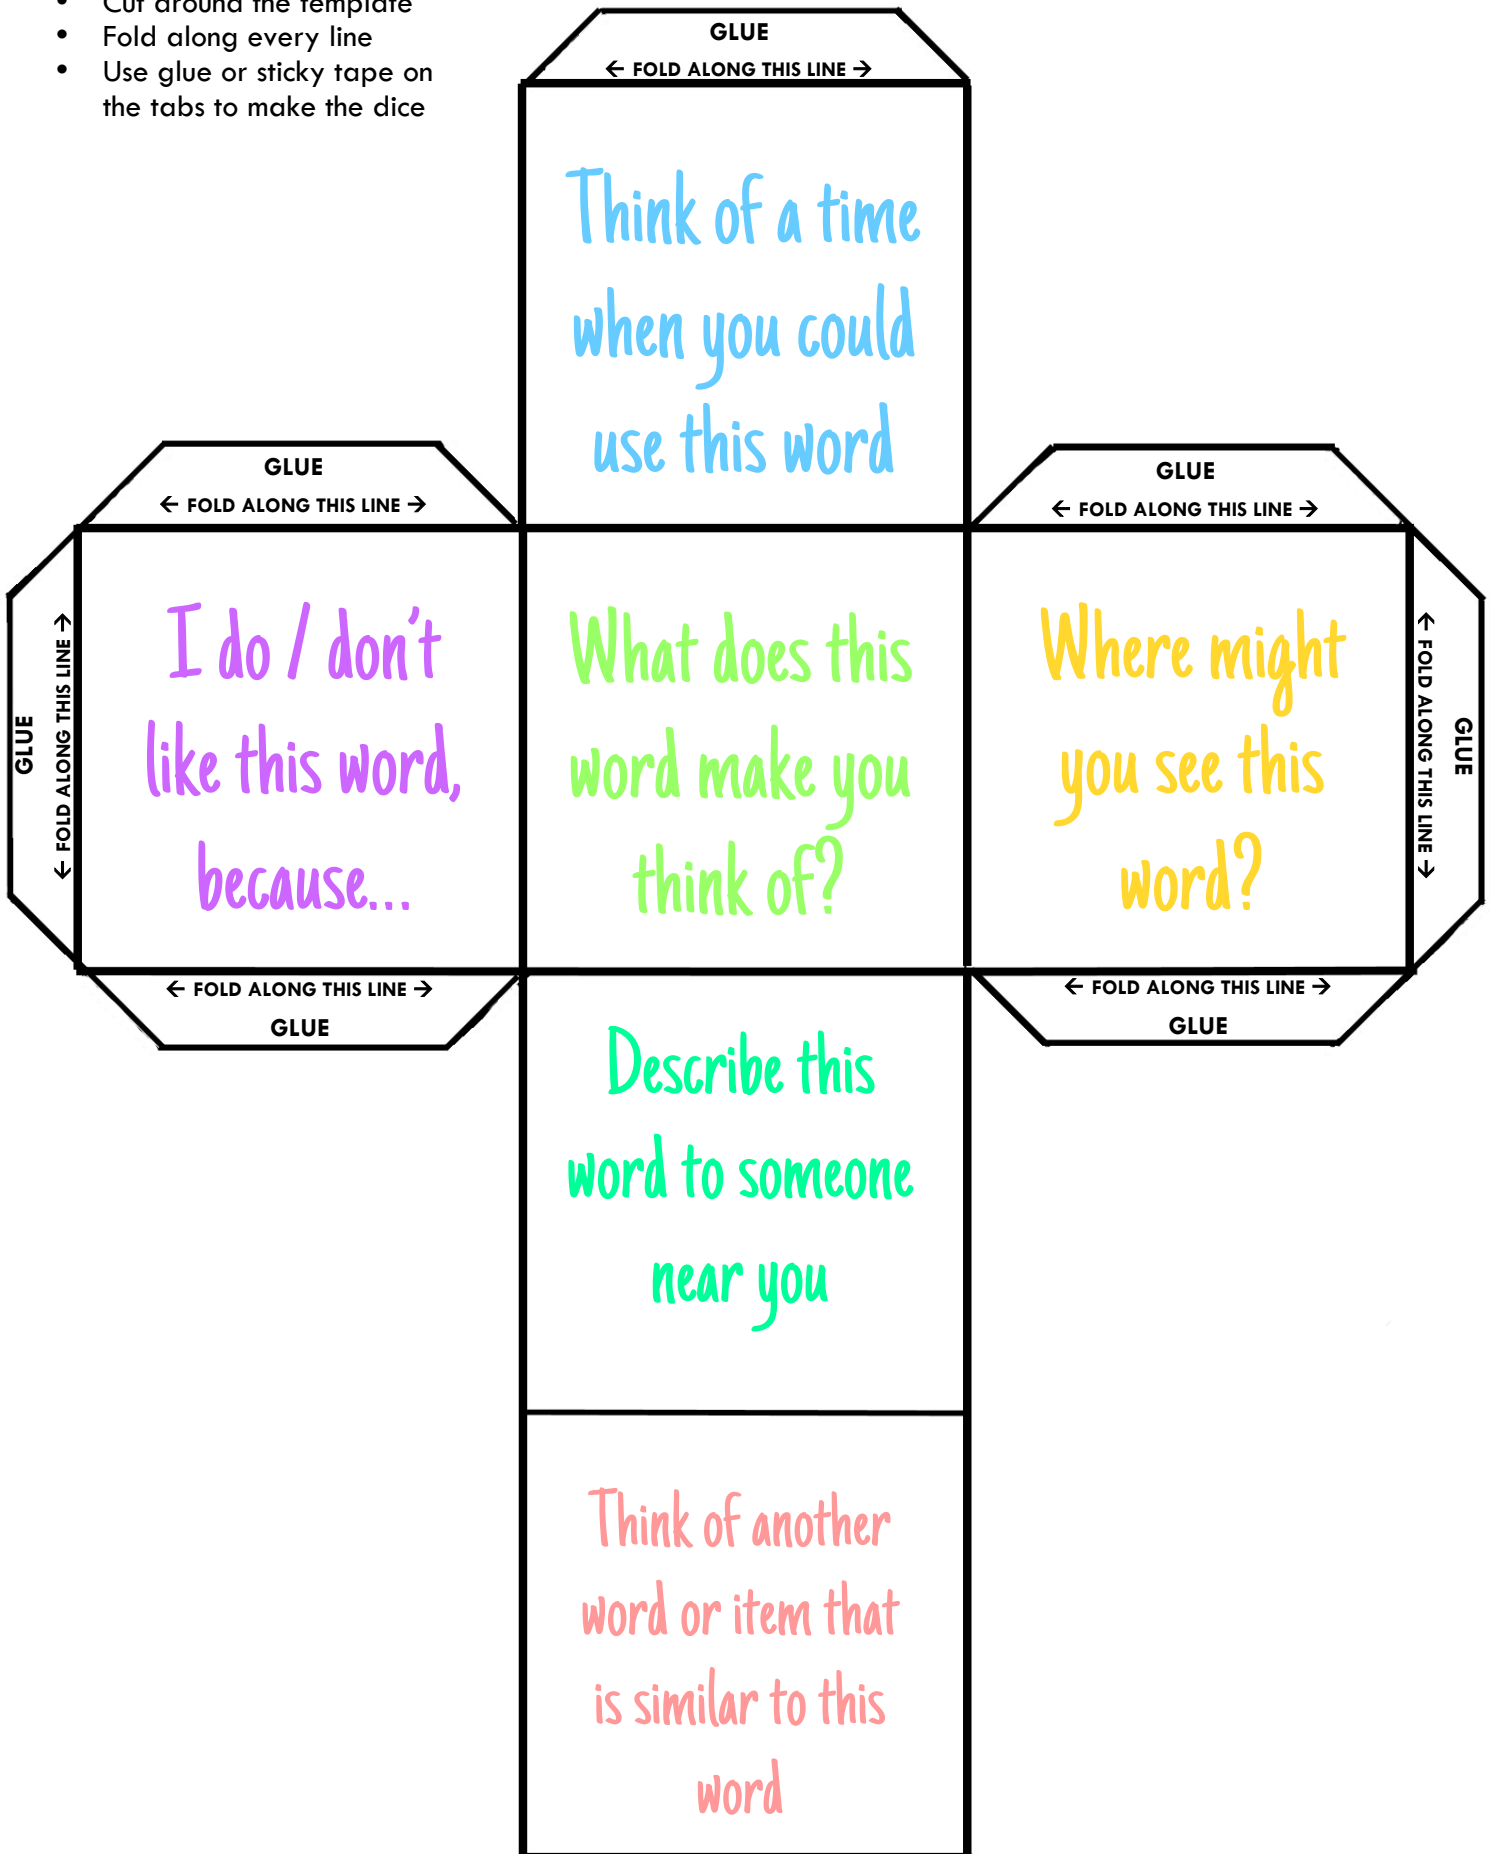 • Cut around the template
• Fold along every line
• Use glue or sticky tape on
the tabs to make the dice
GLUE
← FOLD ALONG THIS LINE →
Think of a time
when you could
use this word
GLUE
← FOLD ALONG THIS LINE →
GLUE
← FOLD ALONG THIS LINE →
GLUE
← FOLD ALONG THIS LINE →
I do / don't
like this word,
because...
What does this
word make you
think of?
Where might
you see this
word?
← FOLD ALONG THIS LINE →
GLUE
← FOLD ALONG THIS LINE →
GLUE
← FOLD ALONG THIS LINE →
GLUE
Describe this
word to someone
near you
Think of another
word or item that
is similar to this
word